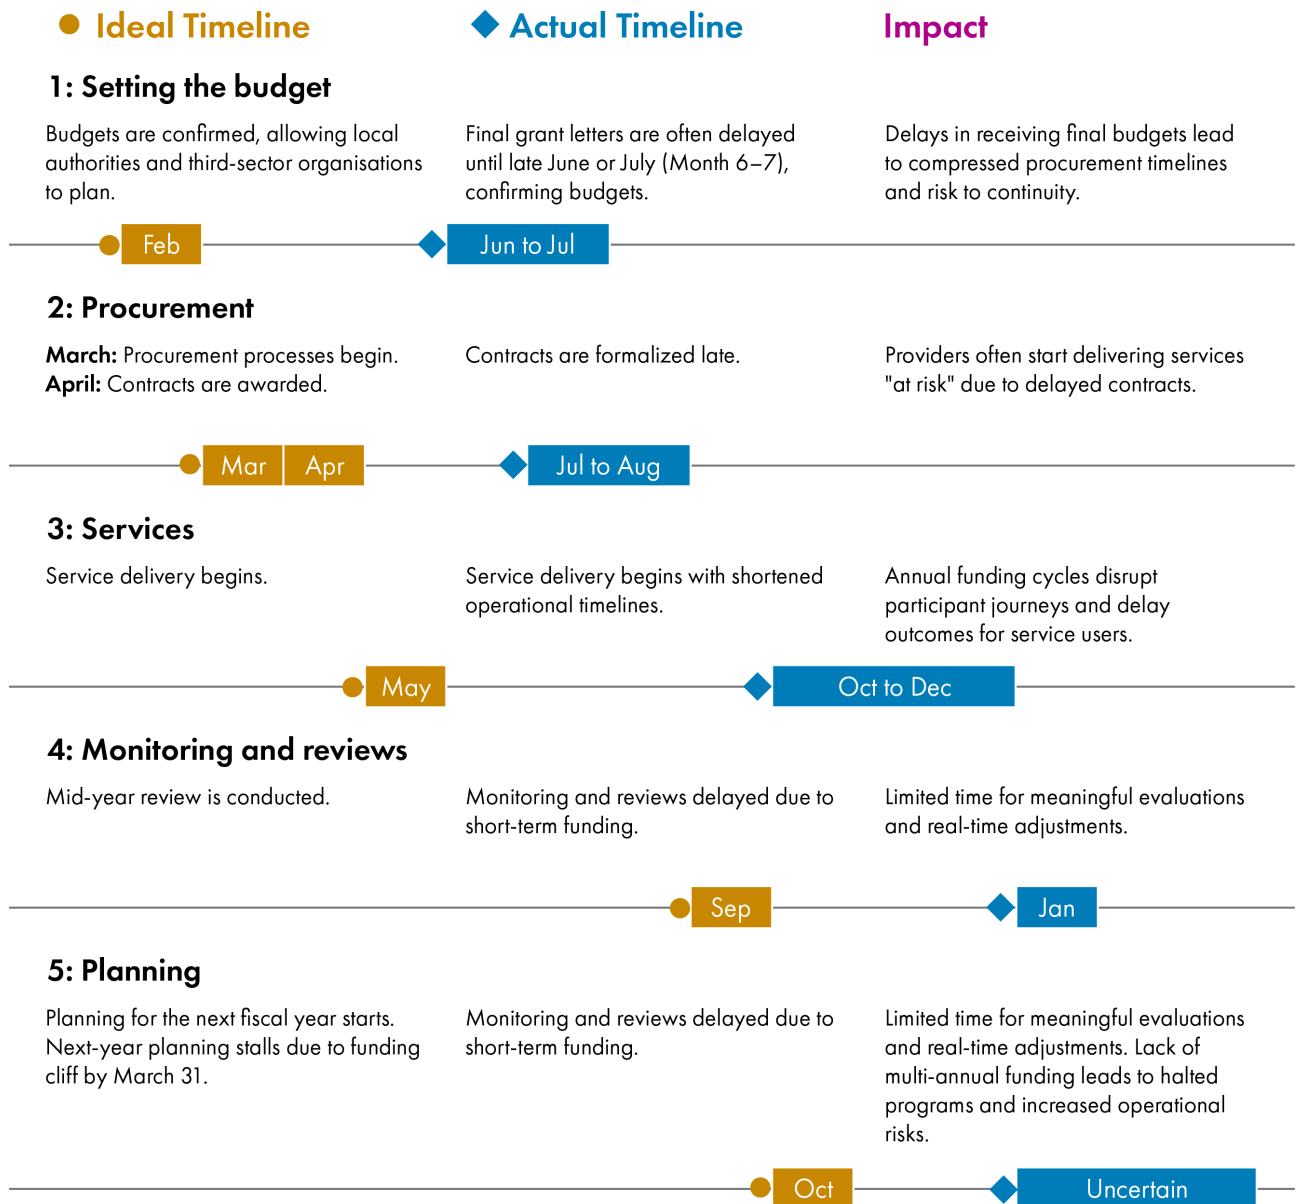 Ideal Timeline
Actual Timeline
Impact
1: Setting the budget
Budgets are confirmed, allowing local
authorities and third-sector organisations
to plan.
Final grant letters are often delayed
until late June or July (Month 6–7),
confirming budgets.
Delays in receiving final budgets lead
to compressed procurement timelines
and risk to continuity.
Feb
Jun to Jul
2: Procurement
March: Procurement processes begin.
April: Contracts are awarded.
Contracts are formalized late.
Providers often start delivering services
"at risk" due to delayed contracts.
Mar
Apr
Jul to Aug
3: Services
Service delivery begins.
Service delivery begins with shortened
operational timelines.
Annual funding cycles disrupt
participant journeys and delay
outcomes for service users.
May
Oct to Dec
4: Monitoring and reviews
Mid-year review is conducted.
Monitoring and reviews delayed due to
short-term funding.
Limited time for meaningful evaluations
and real-time adjustments.
Sep
Jan
5: Planning
Planning for the next fiscal year starts.
Next-year planning stalls due to funding
cliff by March 31.
Monitoring and reviews delayed due to
short-term funding.
Limited time for meaningful evaluations
and real-time adjustments. Lack of
multi-annual funding leads to halted
programs and increased operational
risks.
Oct
Uncertain